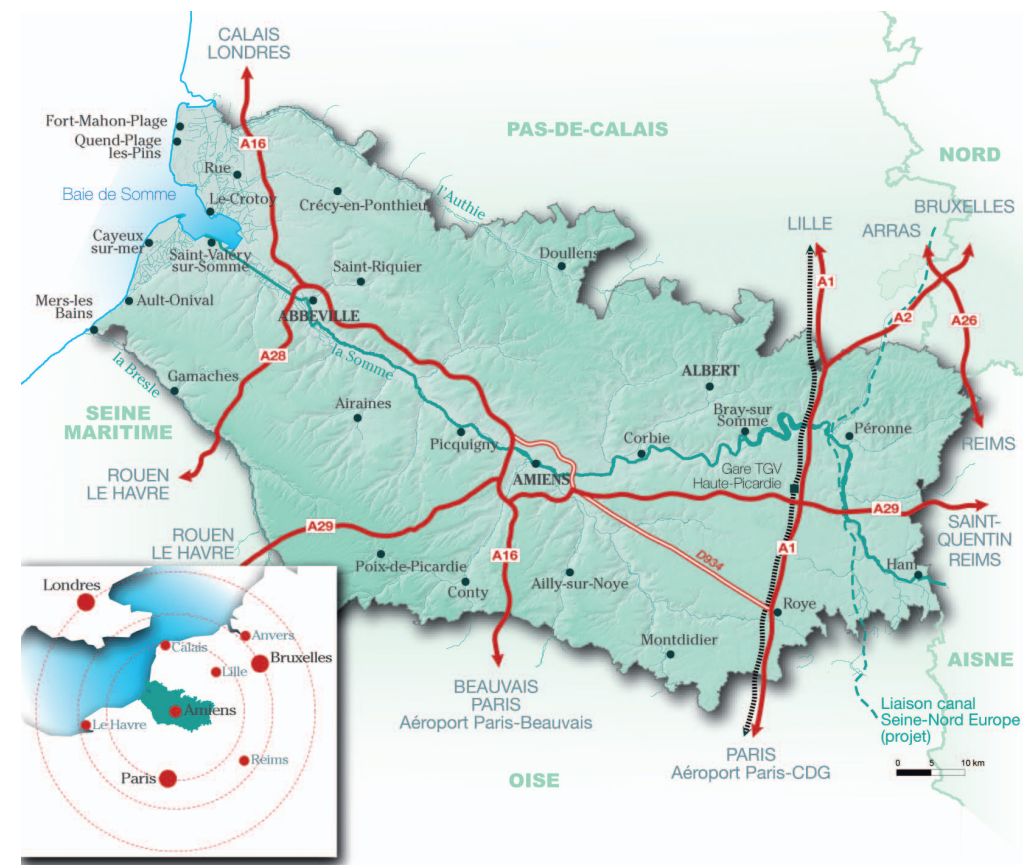 CALAIS
LONDRES
Fort-Mahon-Plage
Quend-Plage
les-Pins
A16
PAS-DE-CALAIS
NORD
Rue
Baie de Somme
Le-Crotoy
Crécy-en-Ponthieu
l'Authie
LILLE
BRUXELLES
ARRAS
Cayeux
sur-mer
Saint-Valéry
sur-Somme
Saint-Riquier
Doullens
A1
Mers-les
Bains
Ault-Onival
ABBEVILLE
A2
A26
la Bresle
A28
la Somme
Gamaches
ALBERT
SEINE
MARITIME
Airaines
Picquigny
Corbie
Bray-sur
Somme
Péronne
REIMS
ROUEN
LE HAVRE
AMIENS
Gare TGV
Haute-Picardie
A29
SAINT-
QUENTIN
REIMS
ROUEN
LE HAVRE
A29
A16
D934
A1
Poix-de-Picardie
Conty
Ailly-sur-Noye
Ham
Roye
Montdidier
AISNE
BEAUVAIS
PARIS
Aéroport Paris-Beauvais
Liaison canal
Seine-Nord Europe
(projet)
PARIS
Aéroport Paris-CDG
OISE
0 5 10 km
Londres
Anvers
Calais
Bruxelles
Lille
Amiens
Le Havre
Reims
Paris